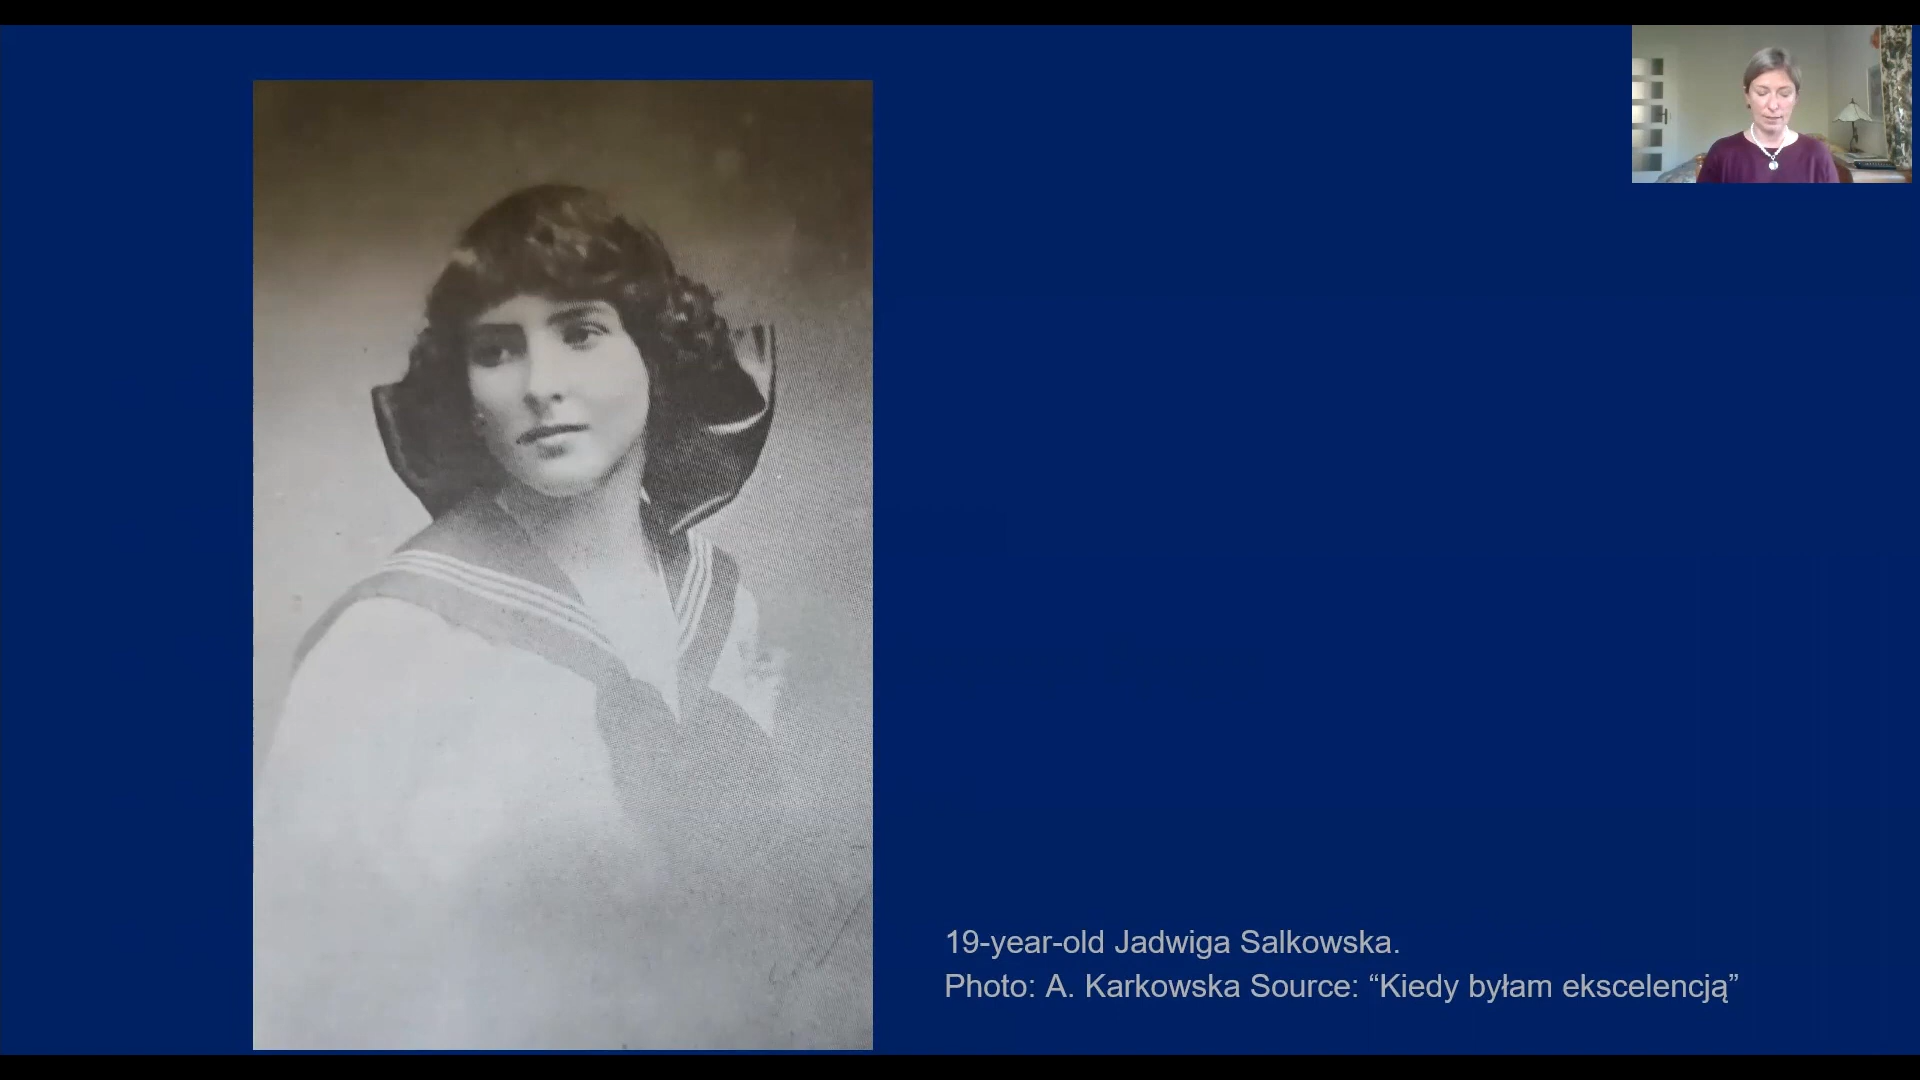 19-year-old Jadwiga Salkowska.
Photo: A. Karkowska Source: “Kiedy byłam ekscelencją”